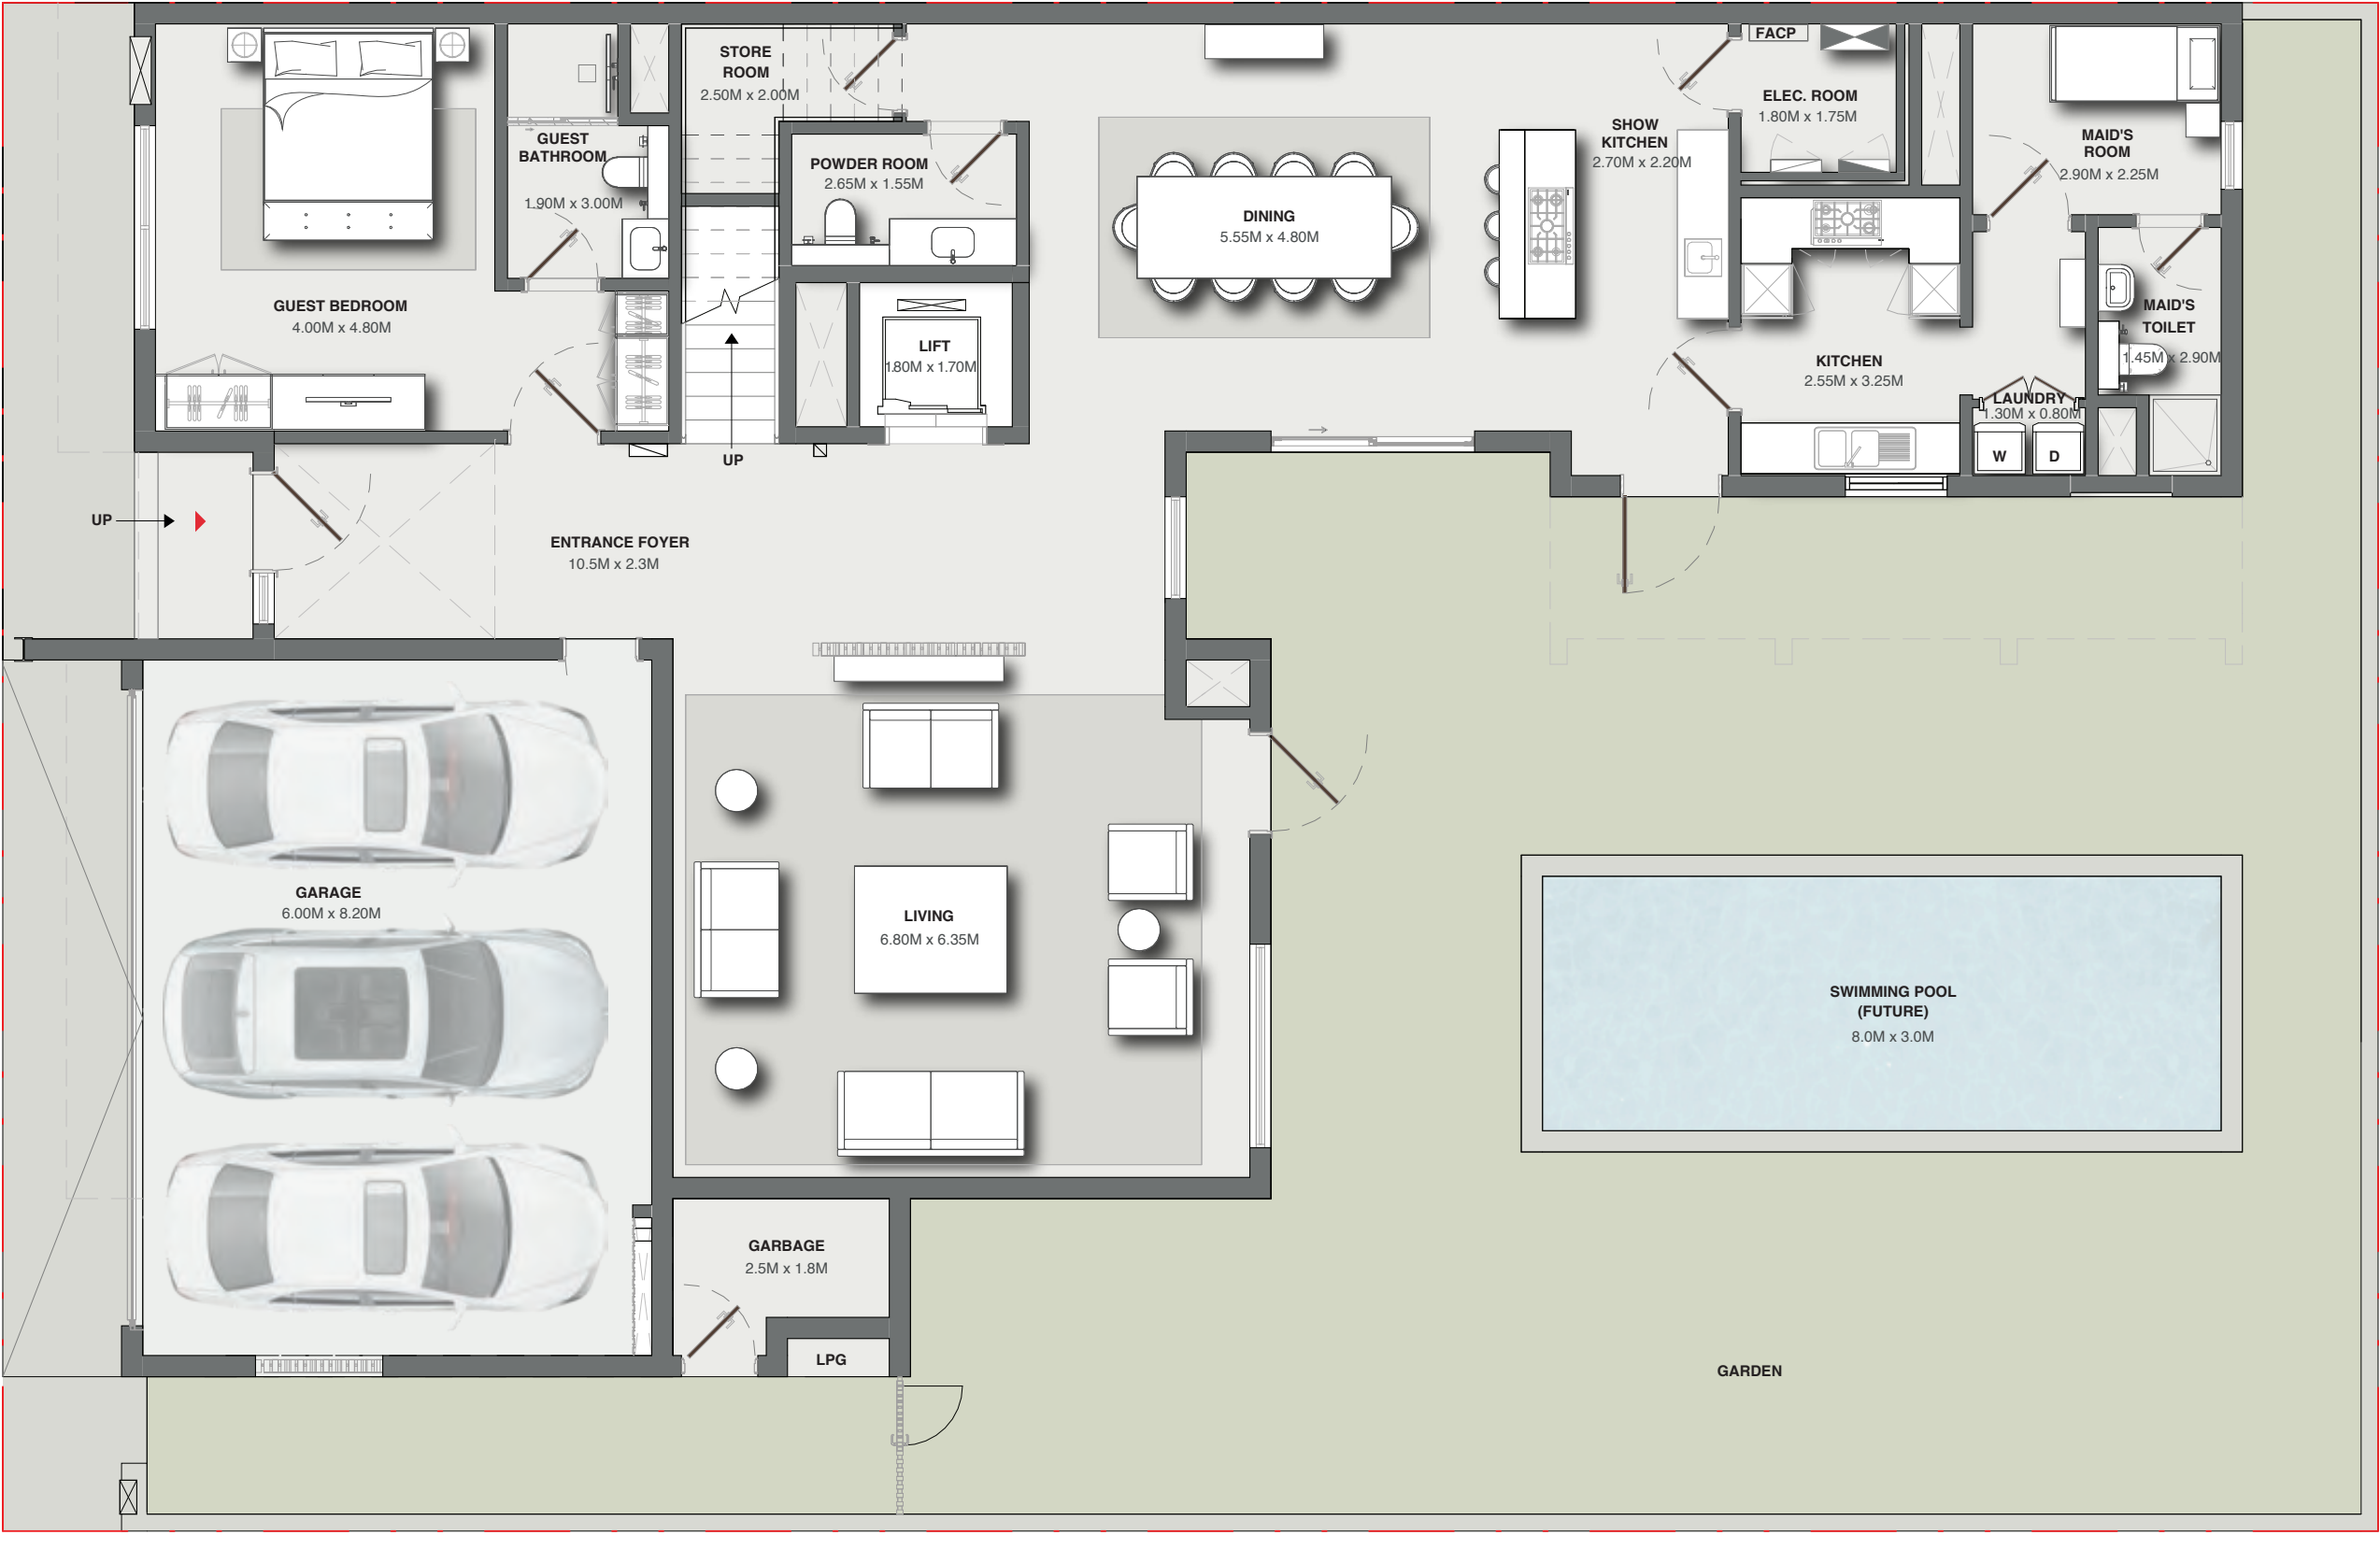 STORE
ROOM
2.50M x 2.00M
FACP
ELEC. ROOM
1.80M x 1.75M
SHOW
KITCHEN
2.70M x 2.20M
MAID'S
ROOM
2.90M x 2.25M
GUEST
BATHROOM
1.90M x 3.00M
POWDER ROOM
2.65M x 1.55M
DINING
5.55M x 4.80M
GUEST BEDROOM
4.00M x 4.80M
MAID'S
TOILET
1.45M x 2.90M
LIFT
1.80M x 1.70M
KITCHEN
2.55M x 3.25M
LAUNDRY
1.30M x 0.80M
W
D
UP
UP
ENTRANCE FOYER
10.5M x 2.3M
GARAGE
6.00M x 8.20M
LIVING
6.80M x 6.35M
SWIMMING POOL
(FUTURE)
8.0M x 3.0M
GARBAGE
2.5M x 1.8M
LPG
GARDEN